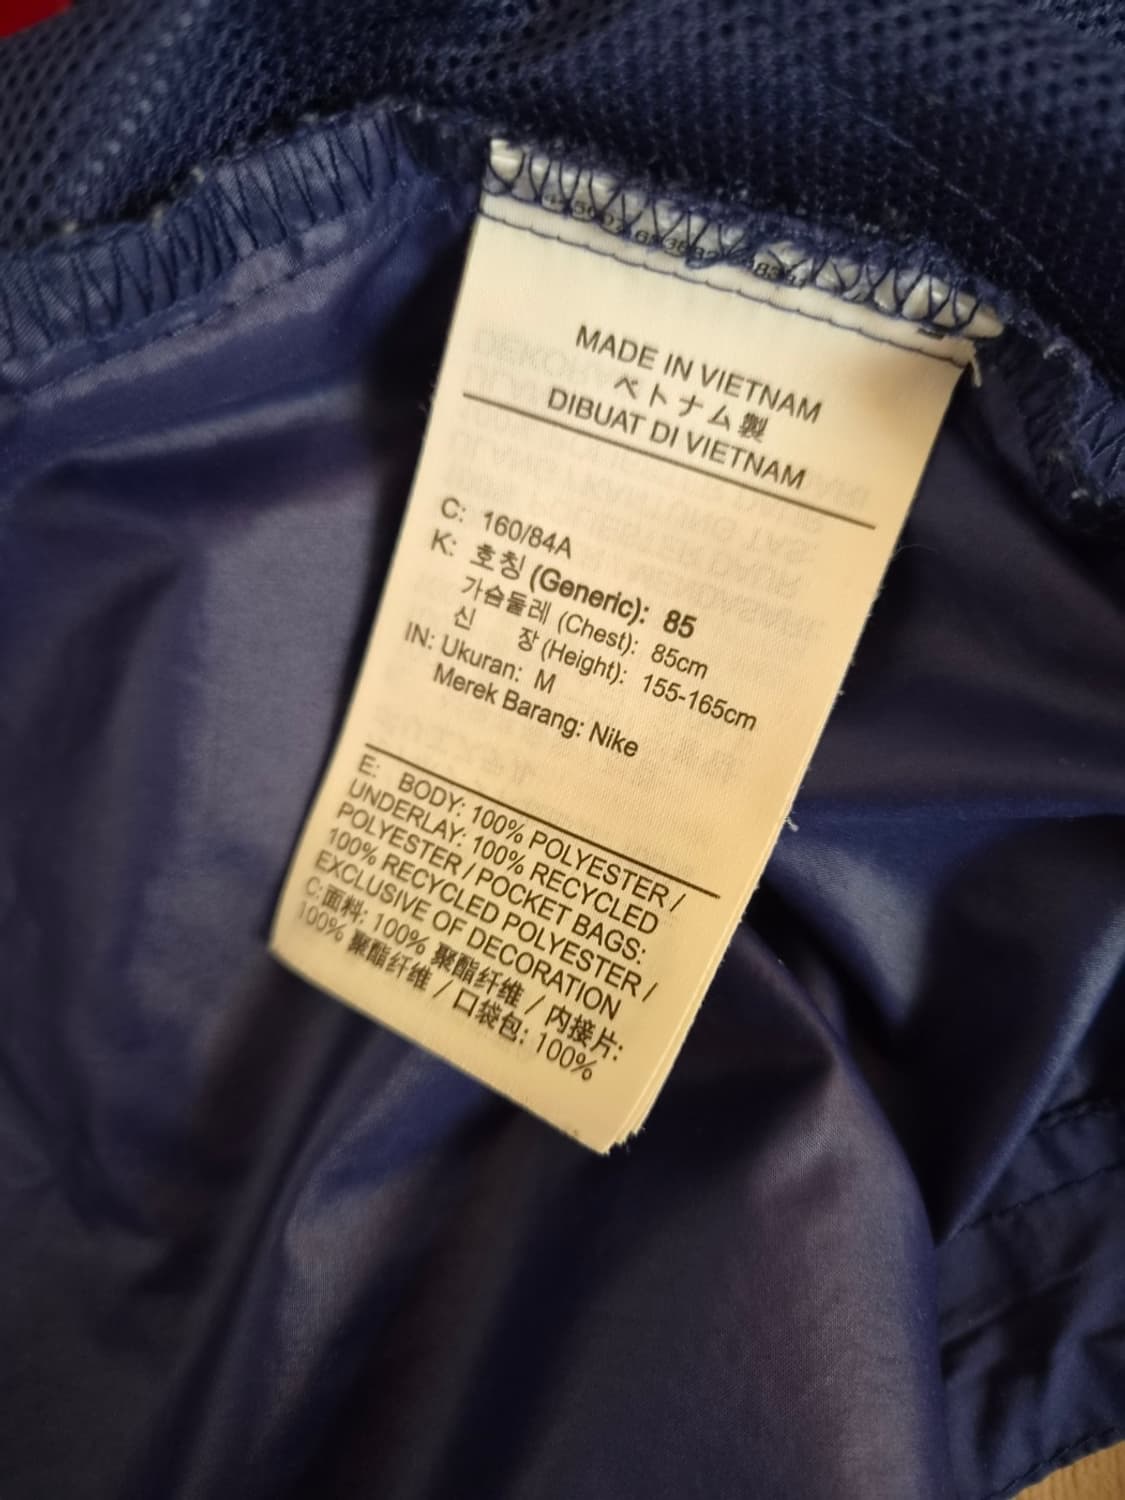 MADE IN VIETNAM
ベトナム製
DIBUAT DI VIETNAM
C: 160/84A
K: 호칭 (Generic): 85
가슴둘레 (Chest): 85cm
신 장 (Height): 155-165cm
IN: Ukuran: M
Merek Barang: Nike
E: BODY: 100% POLYESTER /
UNDERLAY: 100% RECYCLED
POLYESTER / POCKET BAGS:
100% RECYCLED POLYESTER /
EXCLUSIVE OF DECORATION
C: 面料: 100% 聚酯纤维 / 内接片:
100% 聚酯纤维 / 口袋包: 100%